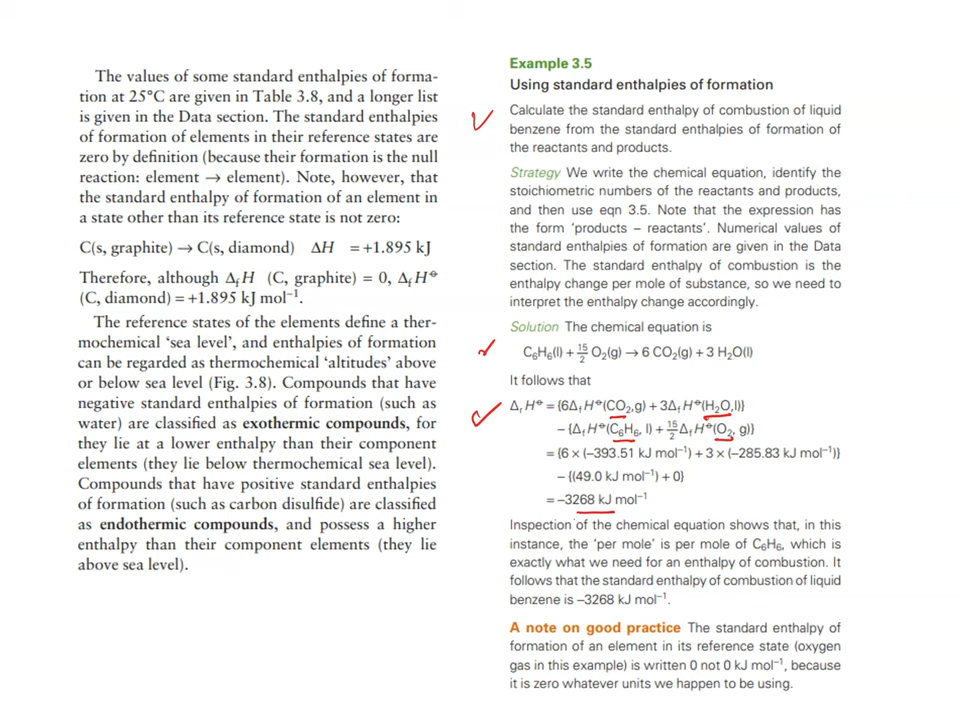 The values of some standard enthalpies of forma-
tion at 25°C are given in Table 3.8, and a longer list
is given in the Data section. The standard enthalpies
of formation of elements in their reference states are
zero by definition (because their formation is the null
reaction: element → element). Note, however, that
the standard enthalpy of formation of an element in
a state other than its reference state is not zero:
C(s, graphite) → C(s, diamond) ΔH = +1.895 kJ
Therefore, although ΔfH (C, graphite) = 0, ΔfH⦵
(C, diamond) = +1.895 kJ mol⁻¹.
The reference states of the elements define a ther-
mochemical ‘sea level’, and enthalpies of formation
can be regarded as thermochemical ‘altitudes’ above
or below sea level (Fig. 3.8). Compounds that have
negative standard enthalpies of formation (such as
water) are classified as exothermic compounds, for
they lie at a lower enthalpy than their component
elements (they lie below thermochemical sea level).
Compounds that have positive standard enthalpies
of formation (such as carbon disulfide) are classified
as endothermic compounds, and possess a higher
enthalpy than their component elements (they lie
above sea level).
Example 3.5
Using standard enthalpies of formation
Calculate the standard enthalpy of combustion of liquid
benzene from the standard enthalpies of formation of
the reactants and products.
Strategy We write the chemical equation, identify the
stoichiometric numbers of the reactants and products,
and then use eqn 3.5. Note that the expression has
the form ‘products – reactants’. Numerical values of
standard enthalpies of formation are given in the Data
section. The standard enthalpy of combustion is the
enthalpy change per mole of substance, so we need to
interpret the enthalpy change accordingly.
Solution The chemical equation is
C₆H₆(l) + 15/2 O₂(g) → 6 CO₂(g) + 3 H₂O(l)
It follows that
ΔrH⦵ = {6ΔfH⦵(CO₂,g) + 3ΔfH⦵(H₂O,l)}
– {ΔfH⦵(C₆H₆, l) + 15/2 ΔfH⦵(O₂, g)}
= {6 × (–393.51 kJ mol⁻¹) + 3 × (–285.83 kJ mol⁻¹)}
– {(49.0 kJ mol⁻¹) + 0}
= –3268 kJ mol⁻¹
Inspection of the chemical equation shows that, in this
instance, the ‘per mole’ is per mole of C₆H₆, which is
exactly what we need for an enthalpy of combustion. It
follows that the standard enthalpy of combustion of liquid
benzene is –3268 kJ mol⁻¹.
A note on good practice The standard enthalpy of
formation of an element in its reference state (oxygen
gas in this example) is written 0 not 0 kJ mol⁻¹, because
it is zero whatever units we happen to be using.